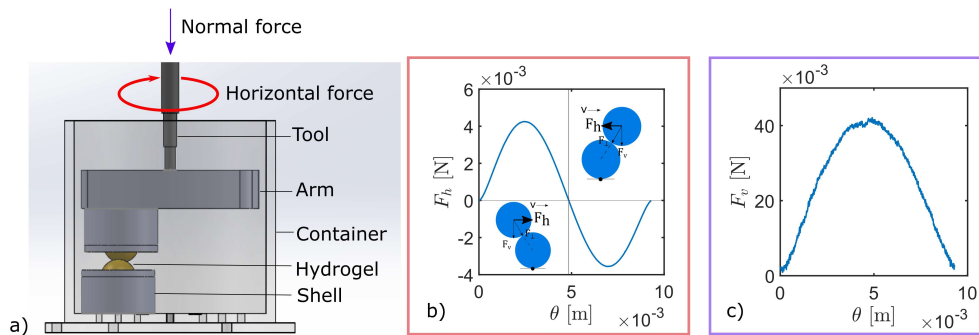 Normal force
Horizontal force
Tool
Arm
Container
Hydrogel
Shell
a)
×10⁻³
6
4
2
0
-2
-4
F_h [N]
v
F_h
F_⊥
F_v
v
F_h
F_⊥
F_v
0
5
10
θ [m]
×10⁻³
b)
×10⁻³
40
20
0
F_v [N]
0
5
10
θ [m]
×10⁻³
c)